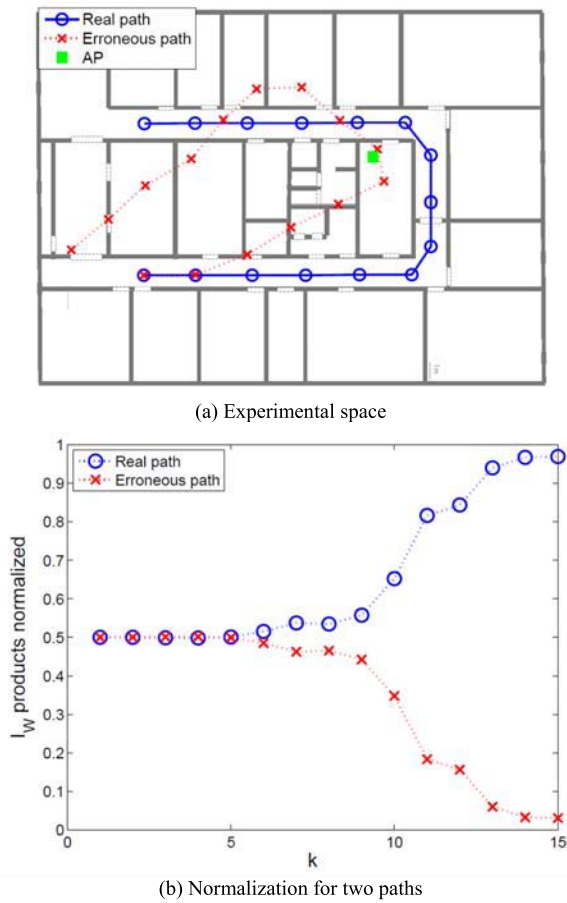 Real path
Erroneous path
AP
1m
(a) Experimental space
1
0.9
0.8
0.7
0.6
0.5
0.4
0.3
0.2
0.1
0
Real path
Erroneous path
I_W products normalized
0 5 10 15
k
(b) Normalization for two paths